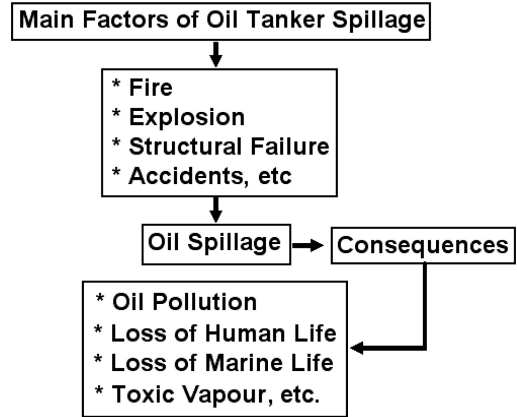 Main Factors of Oil Tanker Spillage
* Fire
* Explosion
* Structural Failure
* Accidents, etc
Oil Spillage
Consequences
* Oil Pollution
* Loss of Human Life
* Loss of Marine Life
* Toxic Vapour, etc.